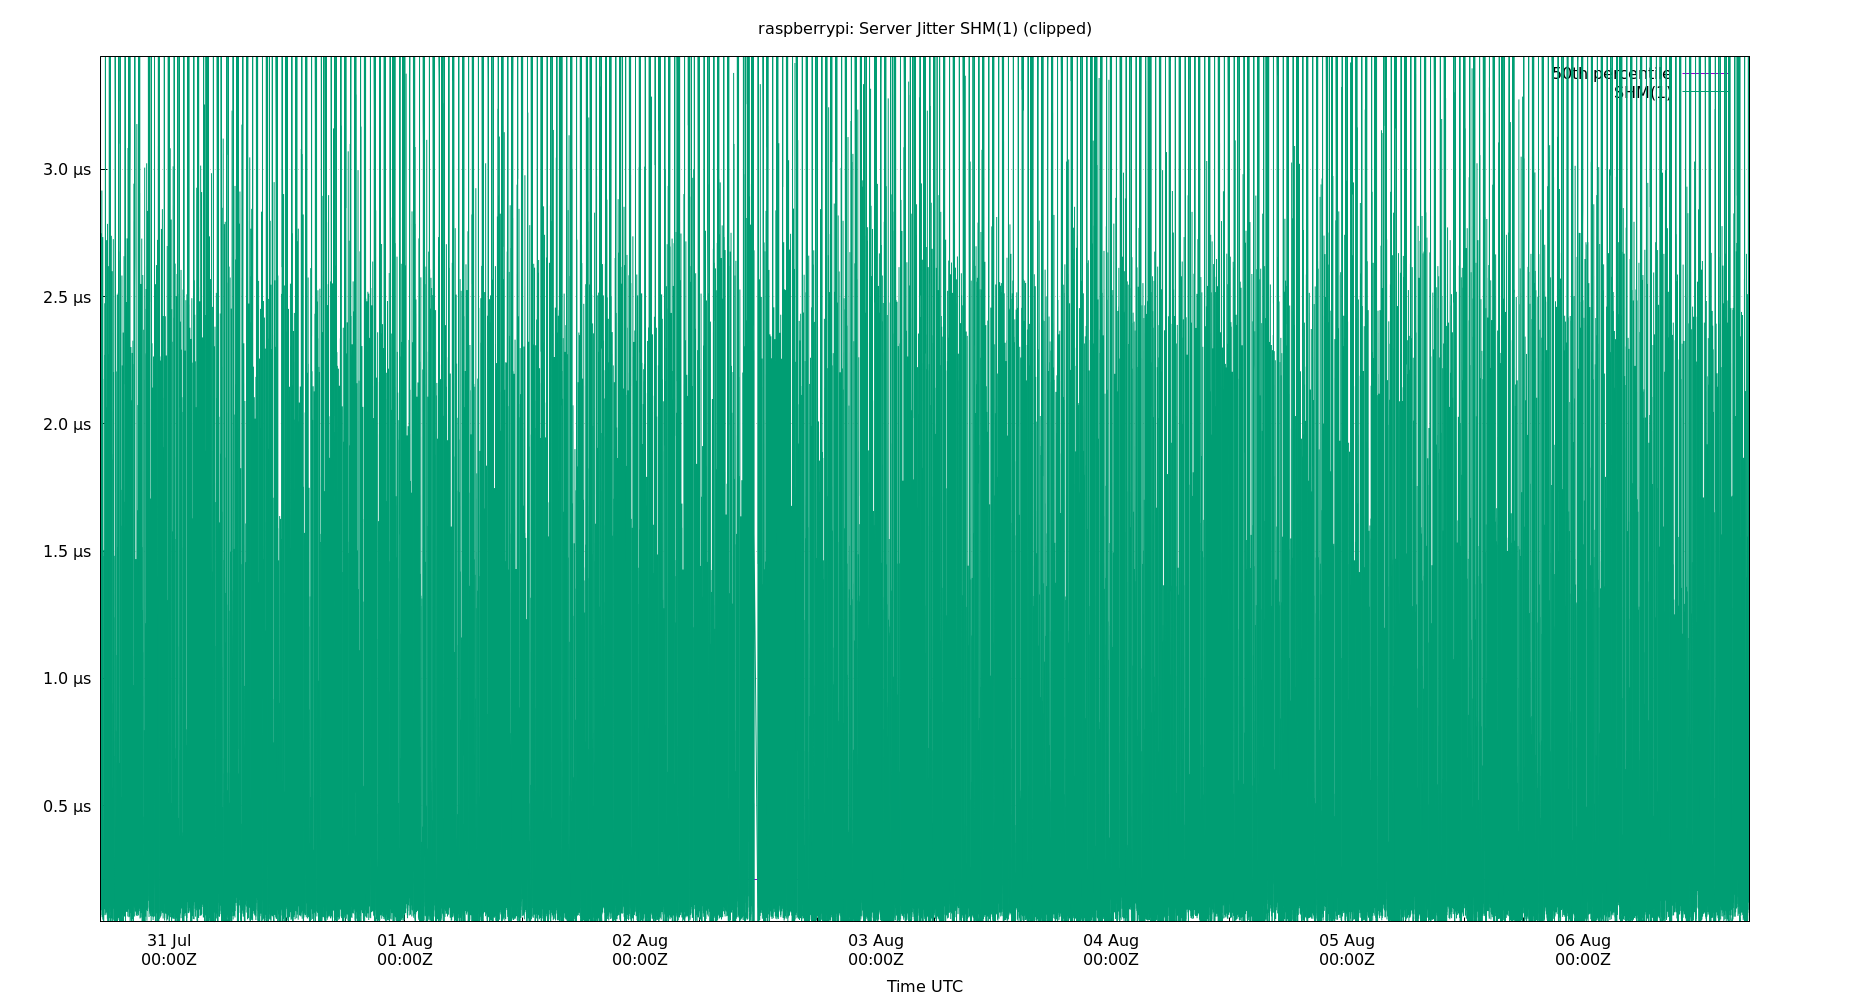 raspberrypi: Server Jitter SHM(1) (clipped)
50th percentile
SHM(1)
3.0 µs
2.5 µs
2.0 µs
1.5 µs
1.0 µs
0.5 µs
31 Jul 01 Aug 02 Aug 03 Aug 04 Aug 05 Aug 06 Aug
00:00Z 00:00Z 00:00Z 00:00Z 00:00Z 00:00Z 00:00Z
Time UTC